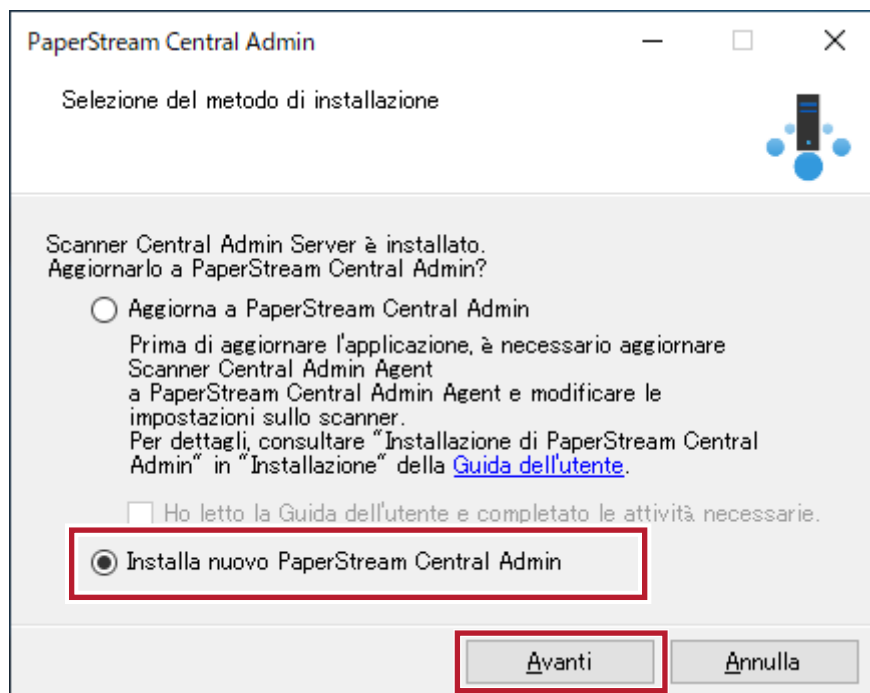 PaperStream Central Admin
Selezione del metodo di installazione
Scanner Central Admin Server è installato.
Aggiornarlo a PaperStream Central Admin?
Aggiorna a PaperStream Central Admin
Prima di aggiornare l'applicazione, è necessario aggiornare
Scanner Central Admin Agent
a PaperStream Central Admin Agent e modificare le
impostazioni sullo scanner.
Per dettagli, consultare "Installazione di PaperStream Central
Admin" in "Installazione" della Guida dell'utente.
Ho letto la Guida dell'utente e completato le attività necessarie.
Installa nuovo PaperStream Central Admin
Avanti
Annulla